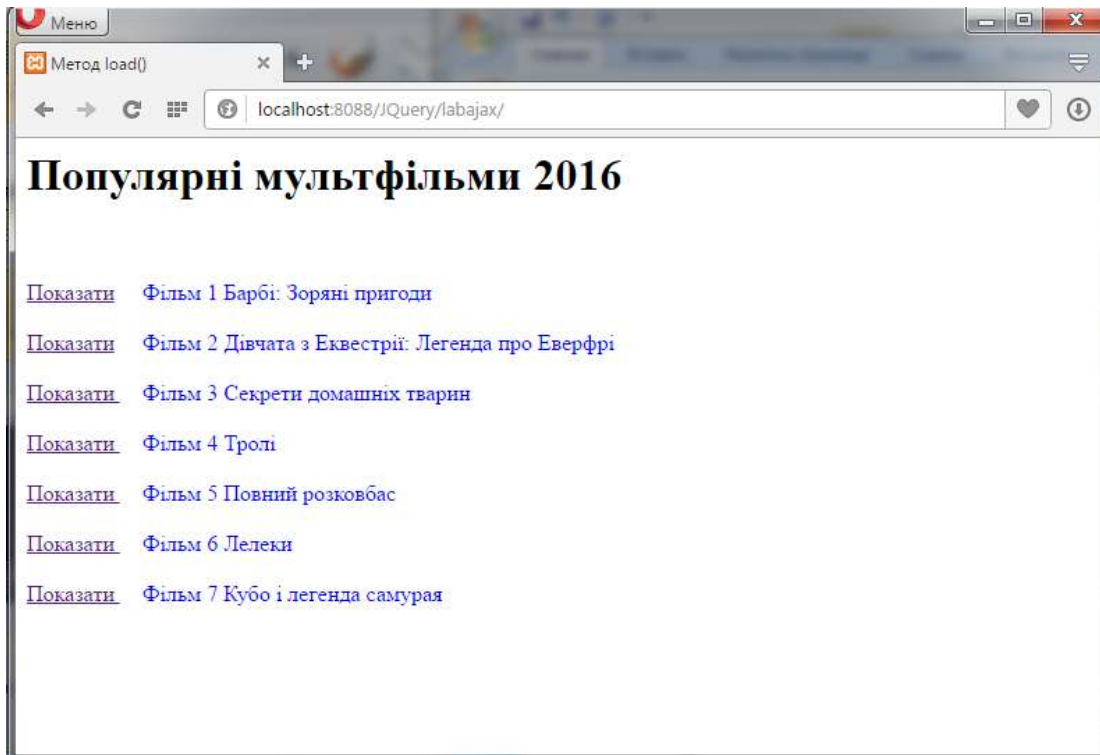 Меню
Метод load()
localhost:8088/JQuery/labajax/
Популярні мультфільми 2016
Показати Фільм 1 Барбі: Зоряні пригоди
Показати Фільм 2 Дівчата з Еквестрії: Легенда про Еверфрі
Показати Фільм 3 Секрети домашніх тварин
Показати Фільм 4 Тролі
Показати Фільм 5 Повний розковбас
Показати Фільм 6 Лелеки
Показати Фільм 7 Кубо і легенда самурая